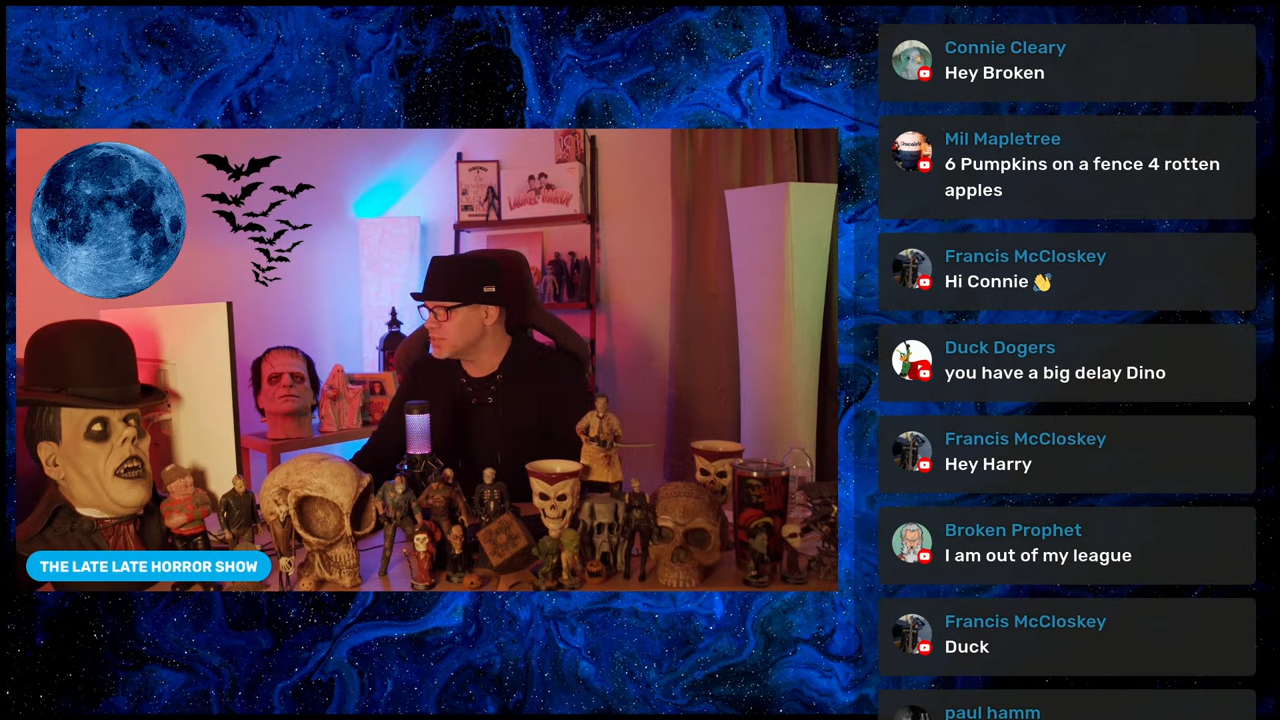 Connie Cleary
Hey Broken
Mil Mapletree
6 Pumpkins on a fence 4 rotten
apples
Francis McCloskey
Hi Connie 👋
Duck Dogers
you have a big delay Dino
Francis McCloskey
Hey Harry
Broken Prophet
I am out of my league
Francis McCloskey
Duck
paul hamm
LAUREL HARDY
THE LATE LATE HORROR SHOW